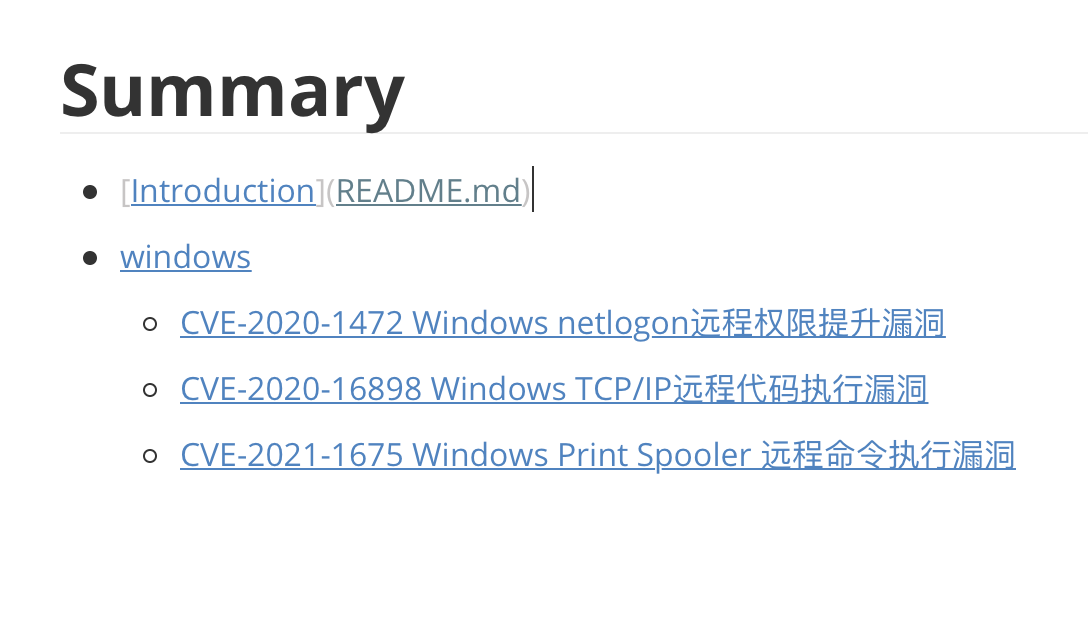 Summary
[Introduction](README.md)
windows
CVE-2020-1472 Windows netlogon远程权限提升漏洞
CVE-2020-16898 Windows TCP/IP远程代码执行漏洞
CVE-2021-1675 Windows Print Spooler 远程命令执行漏洞